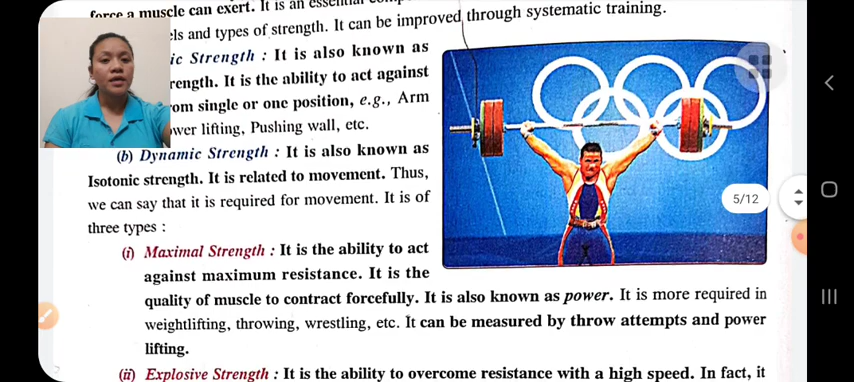 force a muscle can exert. It is an essential
els and types of strength. It can be improved through systematic training.
ic Strength : It is also known as
rength. It is the ability to act against
rom single or one position, e.g., Arm
wer lifting, Pushing wall, etc.
(b) Dynamic Strength : It is also known as
Isotonic strength. It is related to movement. Thus,
we can say that it is required for movement. It is of
three types :
(i) Maximal Strength : It is the ability to act
against maximum resistance. It is the
quality of muscle to contract forcefully. It is also known as power. It is more required in
weightlifting, throwing, wrestling, etc. It can be measured by throw attempts and power
lifting.
(ii) Explosive Strength : It is the ability to overcome resistance with a high speed. In fact, it
5/12